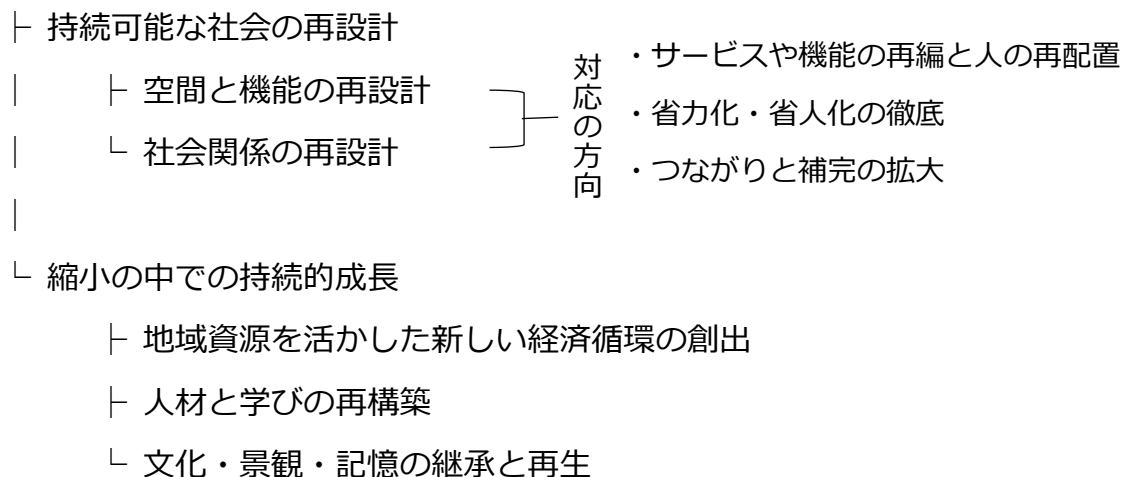 ├ 持続可能な社会の再設計
│ ├ 空間と機能の再設計
│ └ 社会関係の再設計
対応の方向
・サービスや機能の再編と人の再配置
・省力化・省人化の徹底
・つながりと補完の拡大
│
└ 縮小の中での持続的成長
├ 地域資源を活かした新しい経済循環の創出
├ 人材と学びの再構築
└ 文化・景観・記憶の継承と再生